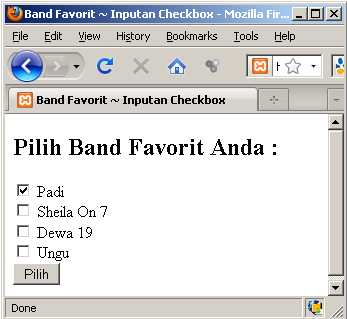 Band Favorit ~ Inputan Checkbox - Mozilla Fir...
File Edit View History Bookmarks Tools Help
Band Favorit ~ Inputan Checkbox
Pilih Band Favorit Anda :
Padi
Sheila On 7
Dewa 19
Ungu
Pilih
Done